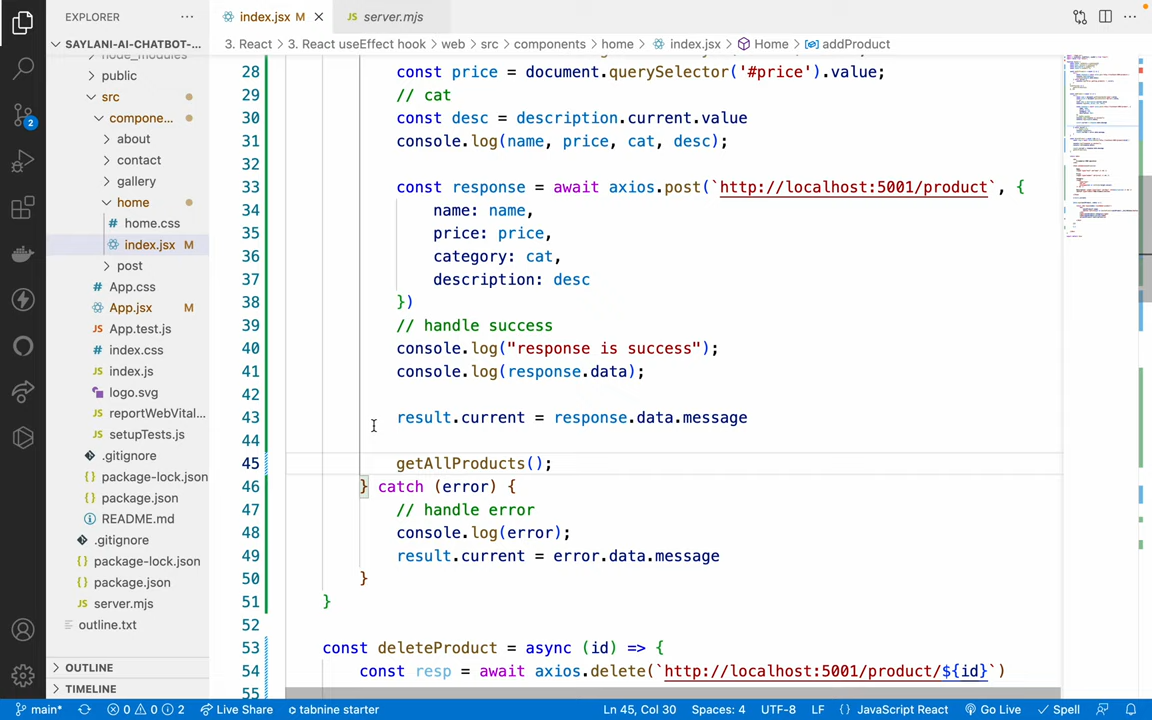 EXPLORER
index.jsx M
server.mjs
SAYLANI-AI-CHATBOT-...
3. React > 3. React useEffect hook > web > src > components > home > index.jsx > Home > addProduct
node_modules
public
src
compone...
about
contact
gallery
home
# home.css
index.jsx M
post
# App.css
App.jsx M
JS App.test.js
# index.css
JS index.js
logo.svg
JS reportWebVital...
JS setupTests.js
.gitignore
{} package-lock.json
{} package.json
README.md
.gitignore
{} package-lock.json
{} package.json
JS server.mjs
outline.txt
OUTLINE
TIMELINE
2
28 const price = document.querySelector('#price').value;
29 // cat
30 const desc = description.current.value
31 console.log(name, price, cat, desc);
32
33 const response = await axios.post(`http://localhost:5001/product`, {
34 name: name,
35 price: price,
36 category: cat,
37 description: desc
38 })
39 // handle success
40 console.log("response is success");
41 console.log(response.data);
42
43 result.current = response.data.message
44
45 getAllProducts();
46 } catch (error) {
47 // handle error
48 console.log(error);
49 result.current = error.data.message
50 }
51 }
52
53 const deleteProduct = async (id) => {
54 const resp = await axios.delete(`http://localhost:5001/product/${id}`)
55
main* 0 0 2 Live Share tabnine starter Ln 45, Col 30 Spaces: 4 UTF-8 LF {} JavaScript React Go Live Spell